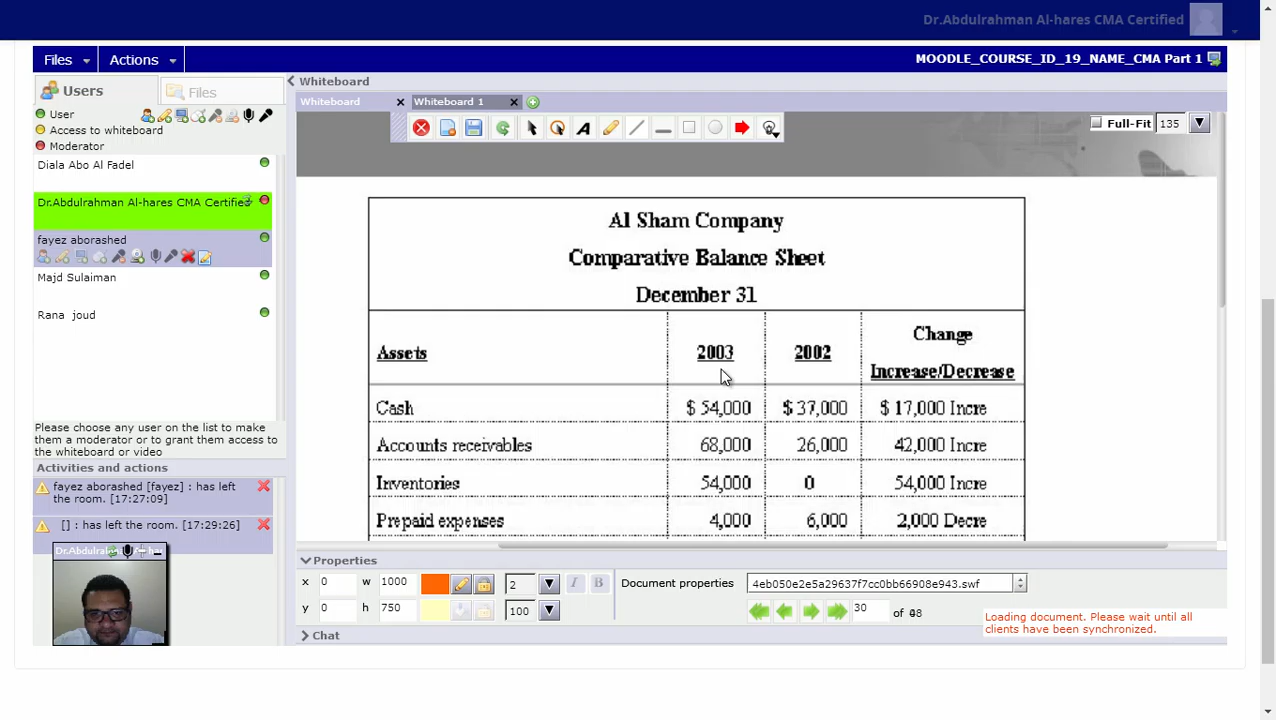 Dr.Abdulrahman Al-hares CMA Certified
Files Actions MOODLE_COURSE_ID_19_NAME_CMA Part 1
Users Files
User
Access to whiteboard
Moderator
Diala Abo Al Fadel
Dr.Abdulrahman Al-hares CMA Certified
fayez aborashed
Majd Sulaiman
Rana joud
Please choose any user on the list to make
them a moderator or to grant them access to
the whiteboard or video
Activities and actions
fayez aborashed [fayez] : has left
the room. [17:27:09]
[] : has left the room. [17:29:26]
Whiteboard
Whiteboard Whiteboard 1
Full-Fit 135
Al Sham Company
Comparative Balance Sheet
December 31
Assets 2003 2002 Change
Increase/Decrease
Cash $ 54,000 $ 37,000 $ 17,000 Incre
Accounts receivables 68,000 26,000 42,000 Incre
Inventories 54,000 0 54,000 Incre
Prepaid expenses 4,000 6,000 2,000 Decre
Properties
x 0 w 1000 2 I B Document properties 4eb050e2e5a29637f7cc0bb66908e943.swf
y 0 h 750 100 30 of
Loading document. Please wait until all
clients have been synchronized.
Chat